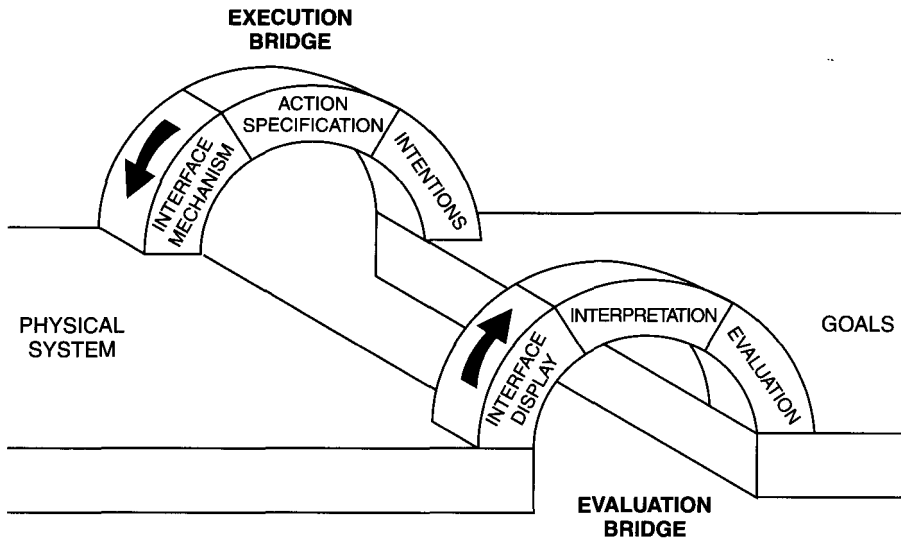 EXECUTION
BRIDGE
ACTION
SPECIFICATION
INTERFACE
MECHANISM
INTENTIONS
PHYSICAL
SYSTEM
GOALS
INTERPRETATION
INTERFACE
DISPLAY
EVALUATION
EVALUATION
BRIDGE